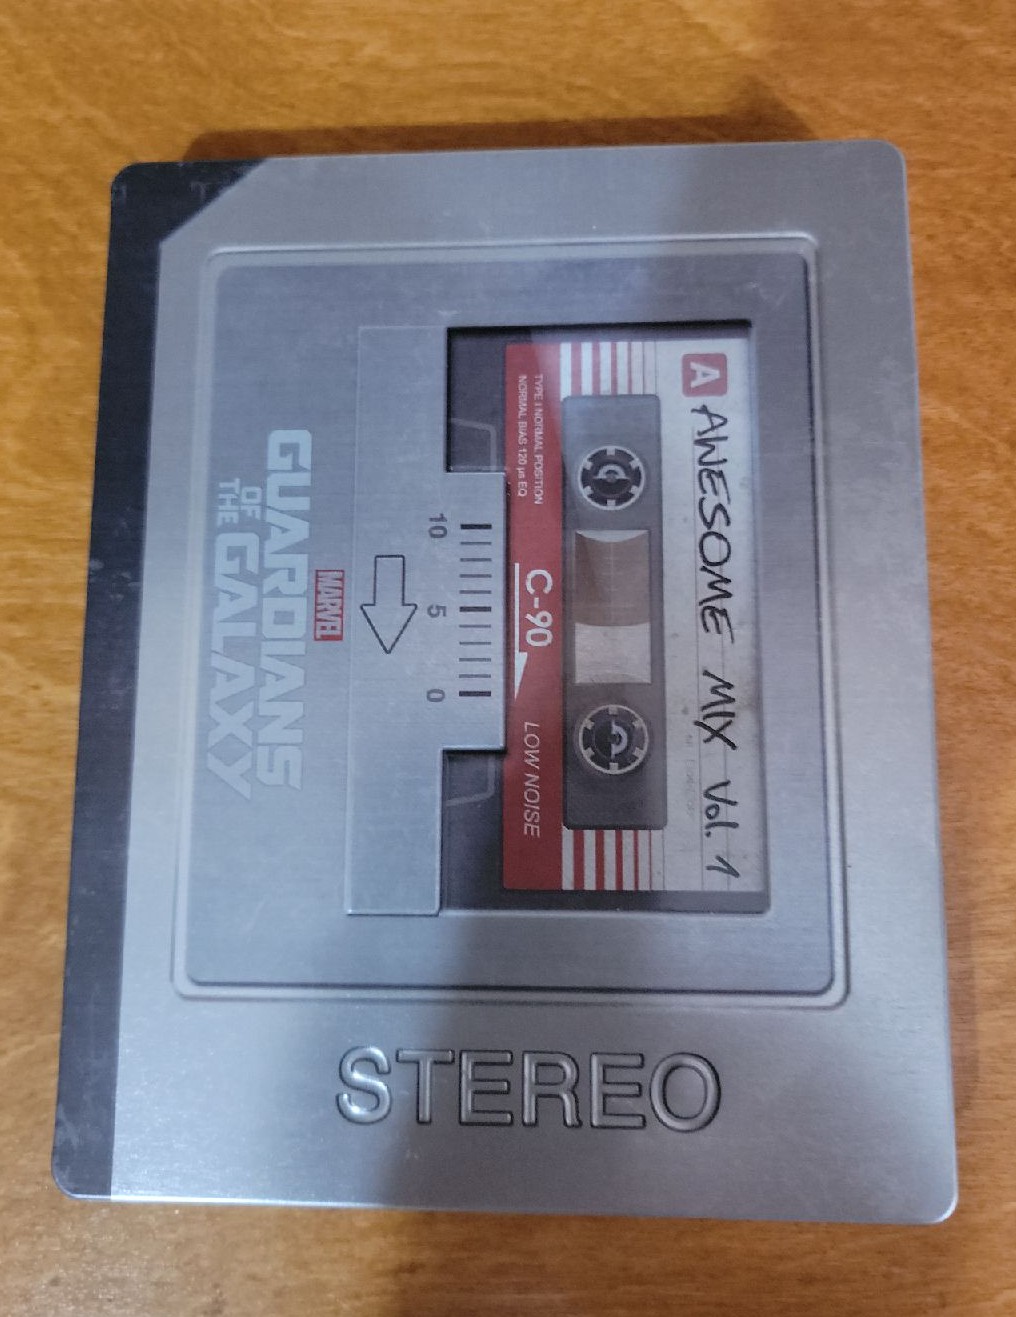 A AWESOME MIX Vol. 1
TYPE I NORMAL POSITION
NORMAL BIAS 120 µs EQ
C-90
LOW NOISE
10 5 0
MARVEL
GUARDIANS
OF
THE GALAXY
STEREO